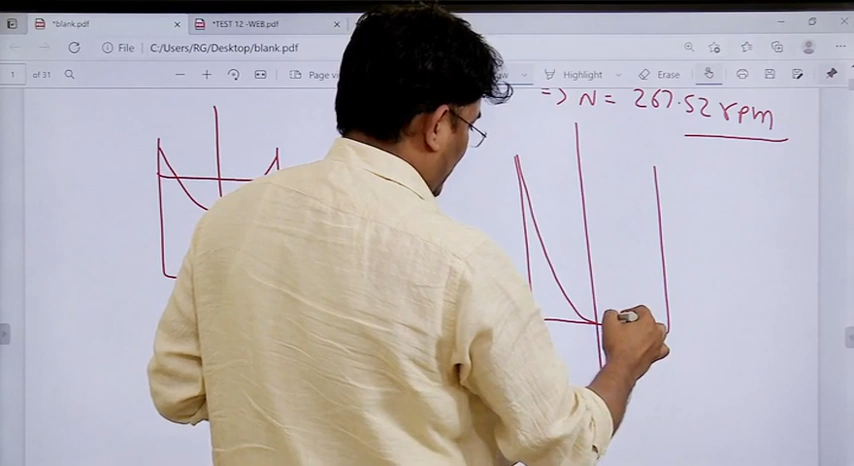 *blank.pdf
*TEST 12 -WEB.pdf
File C:/Users/RG/Desktop/blank.pdf
1 of 31
Page
Highlight
Erase
=> N = 267.52 rpm